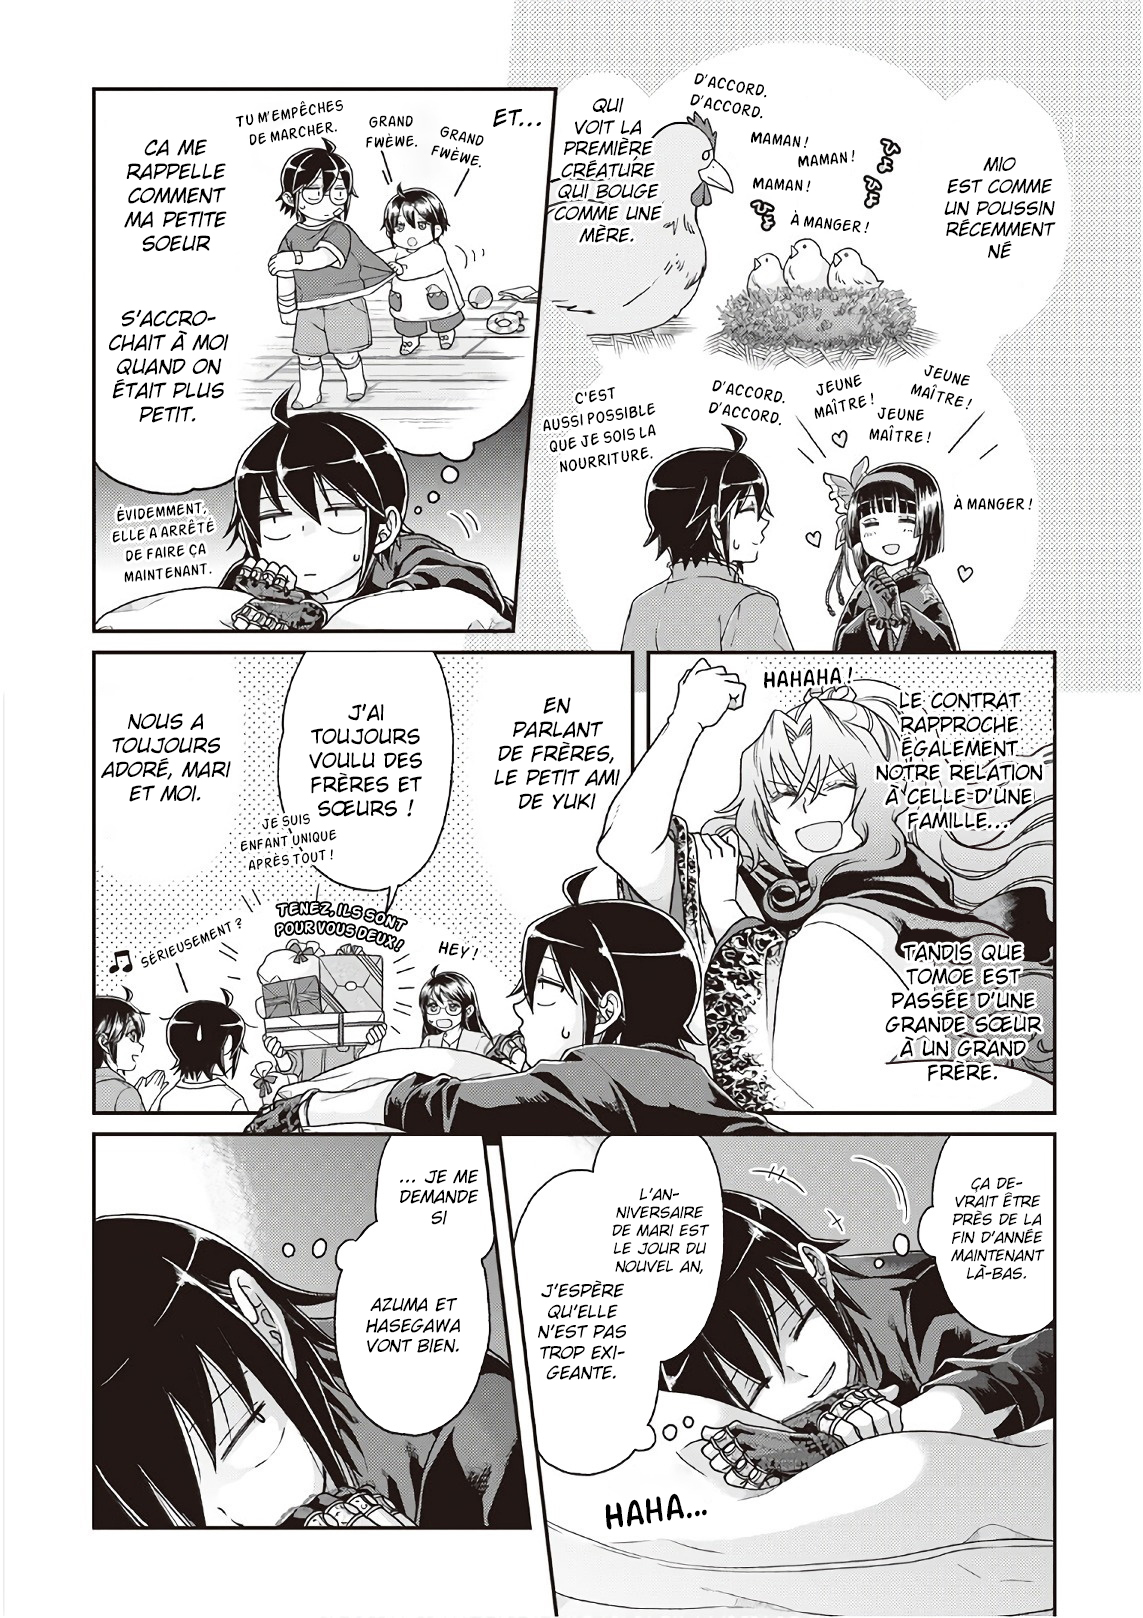 MIO
EST COMME
UN POUSSIN
RÉCEMMENT
NÉ
D'ACCORD.
D'ACCORD.
MAMAN !
MAMAN !
MAMAN !
À MANGER !
QUI
VOIT LA
PREMIÈRE
CRÉATURE
QUI BOUGE
COMME UNE
MÈRE.
JEUNE
MAÎTRE !
JEUNE
MAÎTRE !
JEUNE
MAÎTRE !
À MANGER !
D'ACCORD.
D'ACCORD.
C'EST
AUSSI POSSIBLE
QUE JE SOIS LA
NOURRITURE.
ET...
GRAND
FWÈWE.
GRAND
FWÈWE.
TU M'EMPÊCHES
DE MARCHER.
CA ME
RAPPELLE
COMMENT
MA PETITE
SOEUR
S'ACCRO-
CHAIT À MOI
QUAND ON
ÉTAIT PLUS
PETIT.
ÉVIDEMMENT,
ELLE A ARRÊTÉ
DE FAIRE ÇA
MAINTENANT.
HAHAHA !
LE CONTRAT
RAPPROCHE
ÉGALEMENT
NOTRE RELATION
À CELLE D'UNE
FAMILLE...
TANDIS QUE
TOMOE EST
PASSÉE D'UNE
GRANDE SŒUR
À UN GRAND
FRÈRE.
EN
PARLANT
DE FRÈRES,
LE PETIT AMI
DE YUKI
J'AI
TOUJOURS
VOULU DES
FRÈRES ET
SŒURS !
JE SUIS
ENFANT UNIQUE
APRÈS TOUT !
NOUS A
TOUJOURS
ADORÉ, MARI
ET MOI.
TENEZ, ILS SONT
POUR VOUS DEUX !
HEY !
♫ SÉRIEUSEMENT ?
ÇA DE-
VRAIT ÊTRE
PRÈS DE LA
FIN D'ANNÉE
MAINTENANT
LÀ-BAS.
L'AN-
NIVERSAIRE
DE MARI EST
LE JOUR DU
NOUVEL AN,
J'ESPÈRE
QU'ELLE
N'EST PAS
TROP EXI-
GEANTE.
HAHA...
... JE ME
DEMANDE
SI
AZUMA ET
HASEGAWA
VONT BIEN.